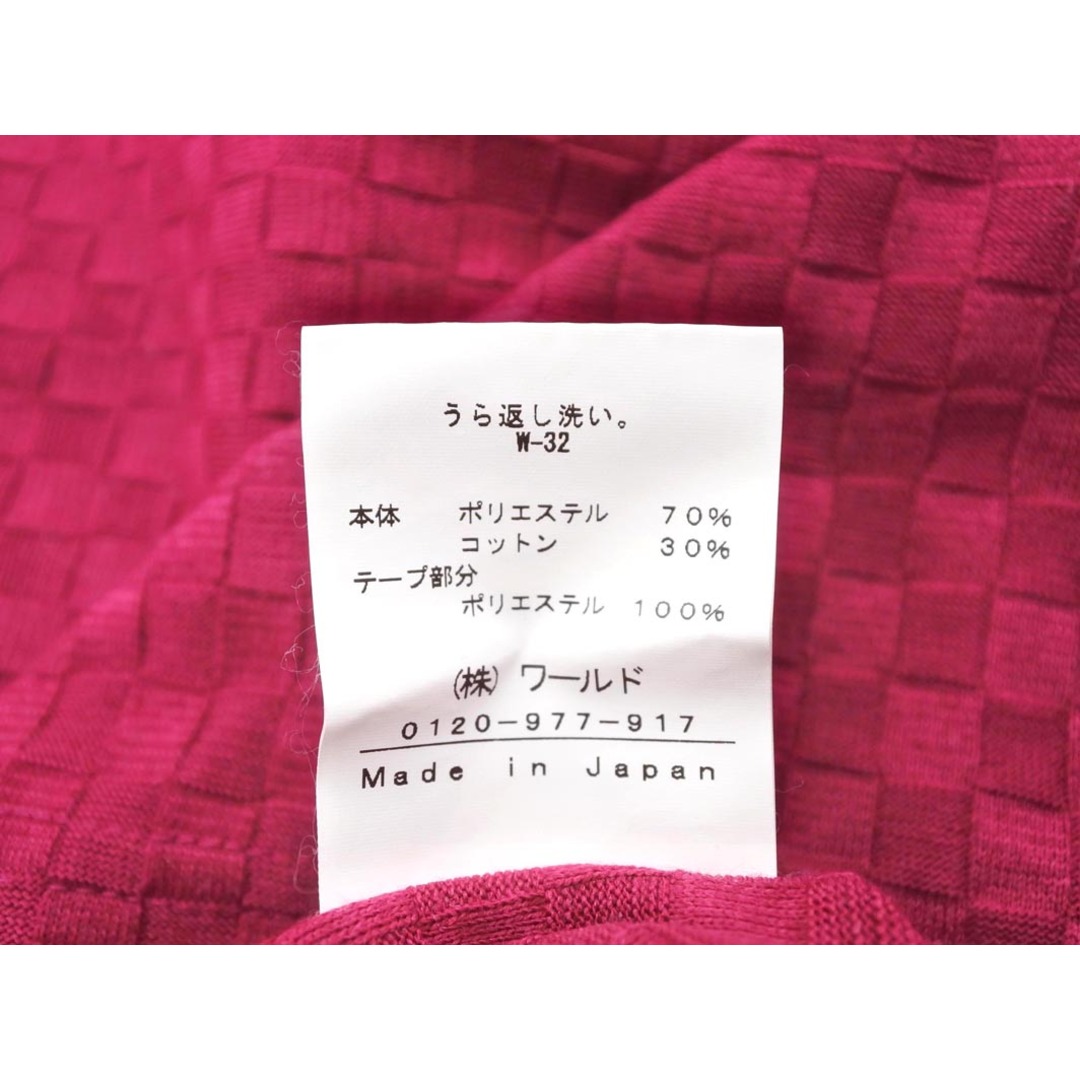 うら返し洗い。
W-32
本体 ポリエステル 70%
コットン 30%
テープ部分
ポリエステル 100%
(株) ワールド
0120-977-917
Made in Japan